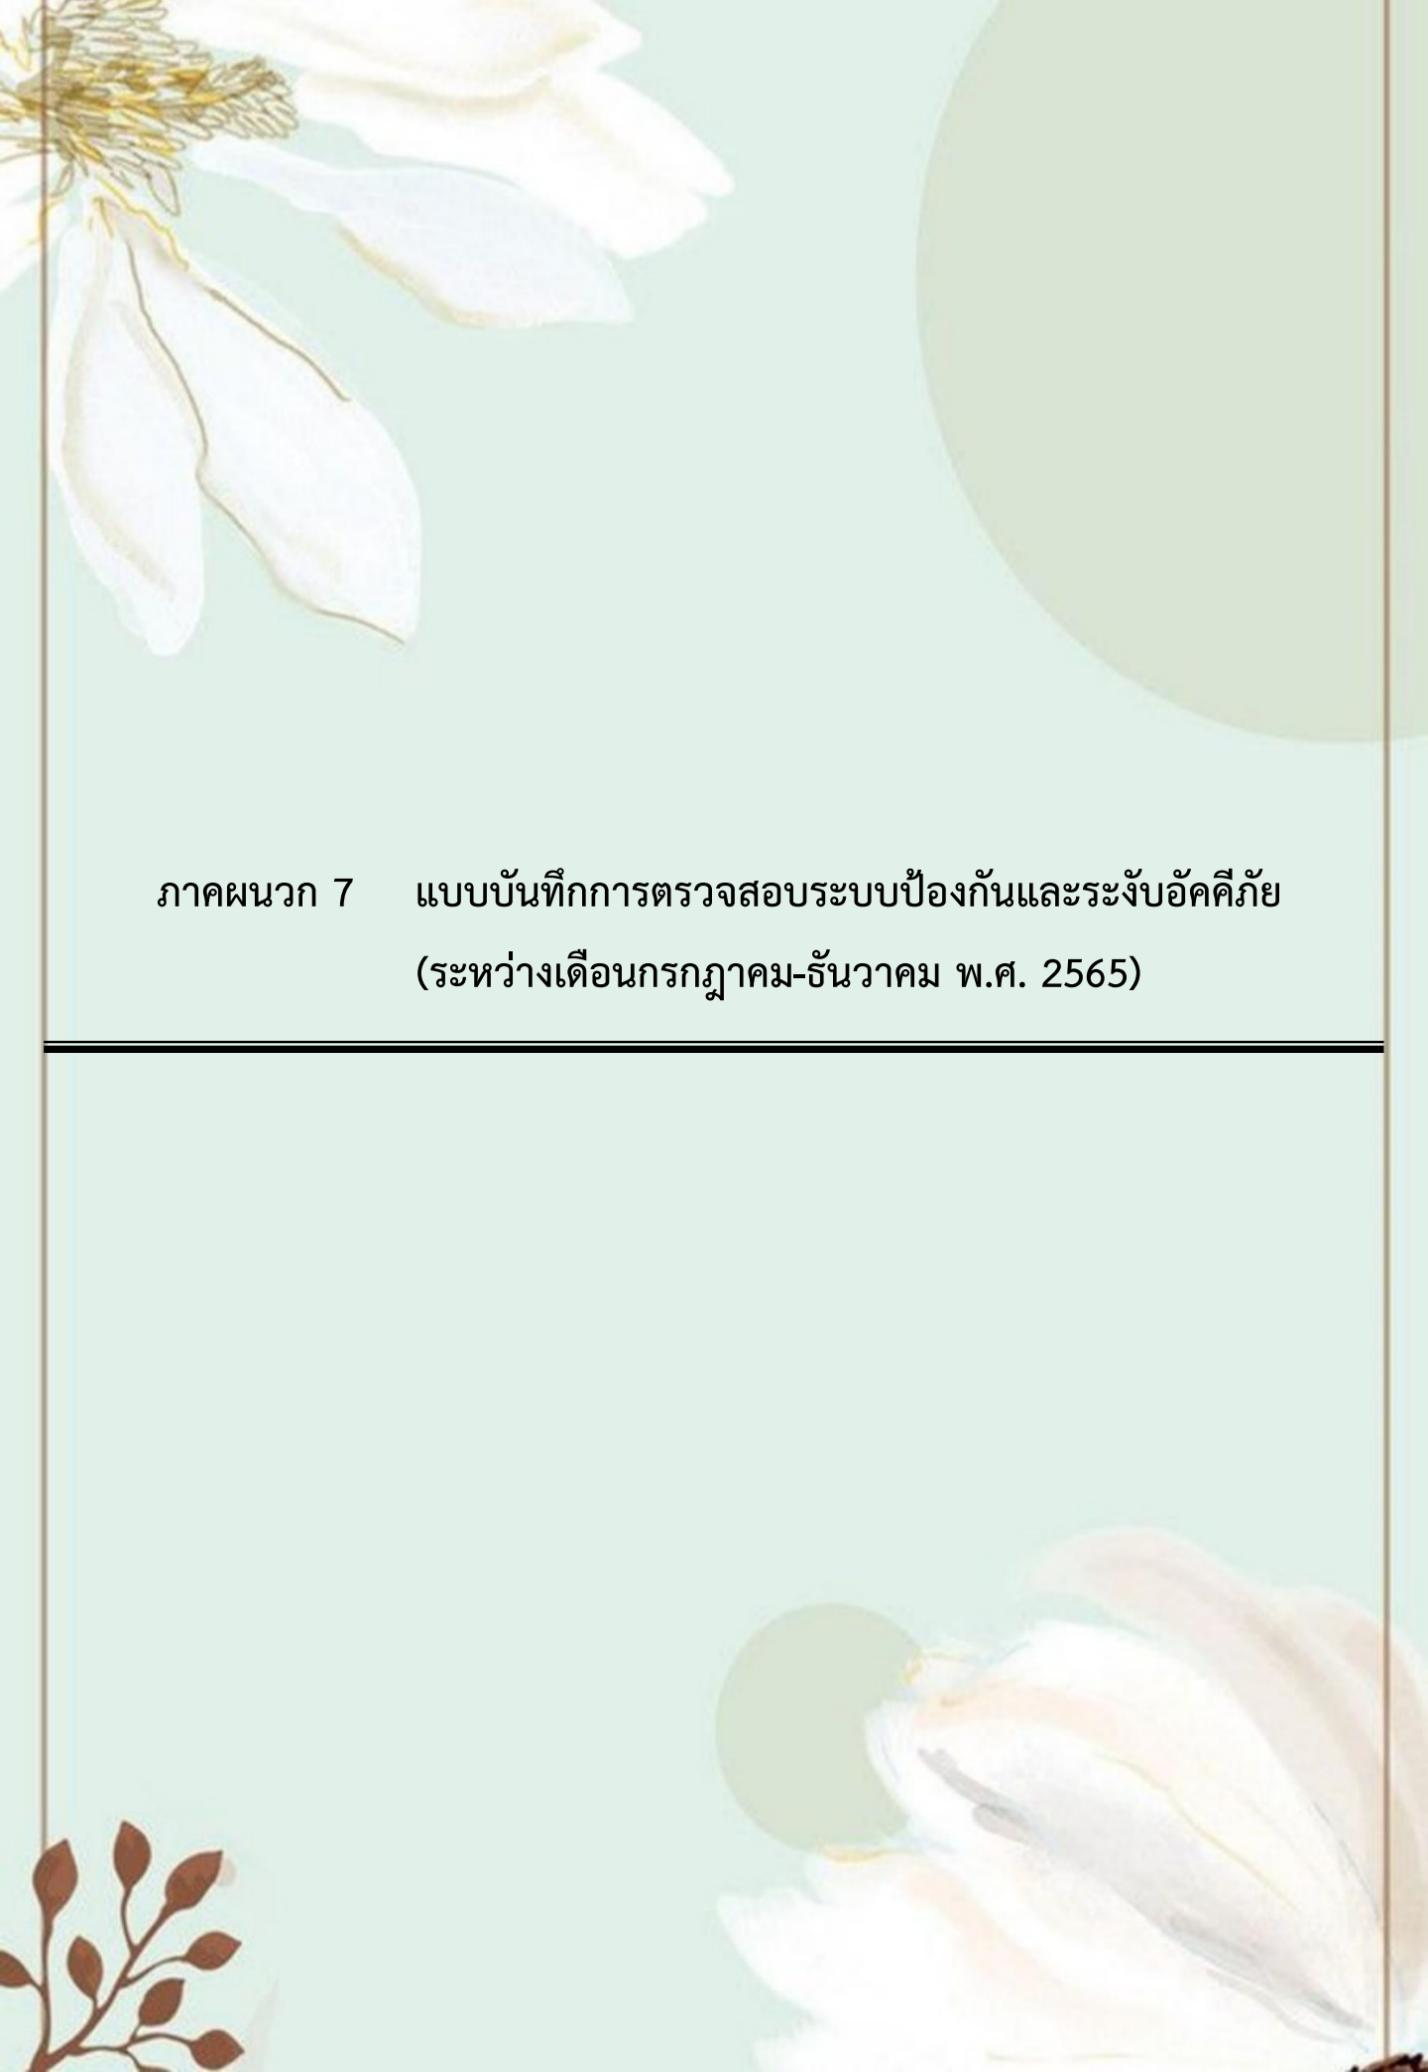 ภาคผนวก 7 แบบบันทึกการตรวจสอบระบบป้องกันและระงับอัคคีภัย
(ระหว่างเดือนกรกฎาคม-ธันวาคม พ.ศ. 2565)